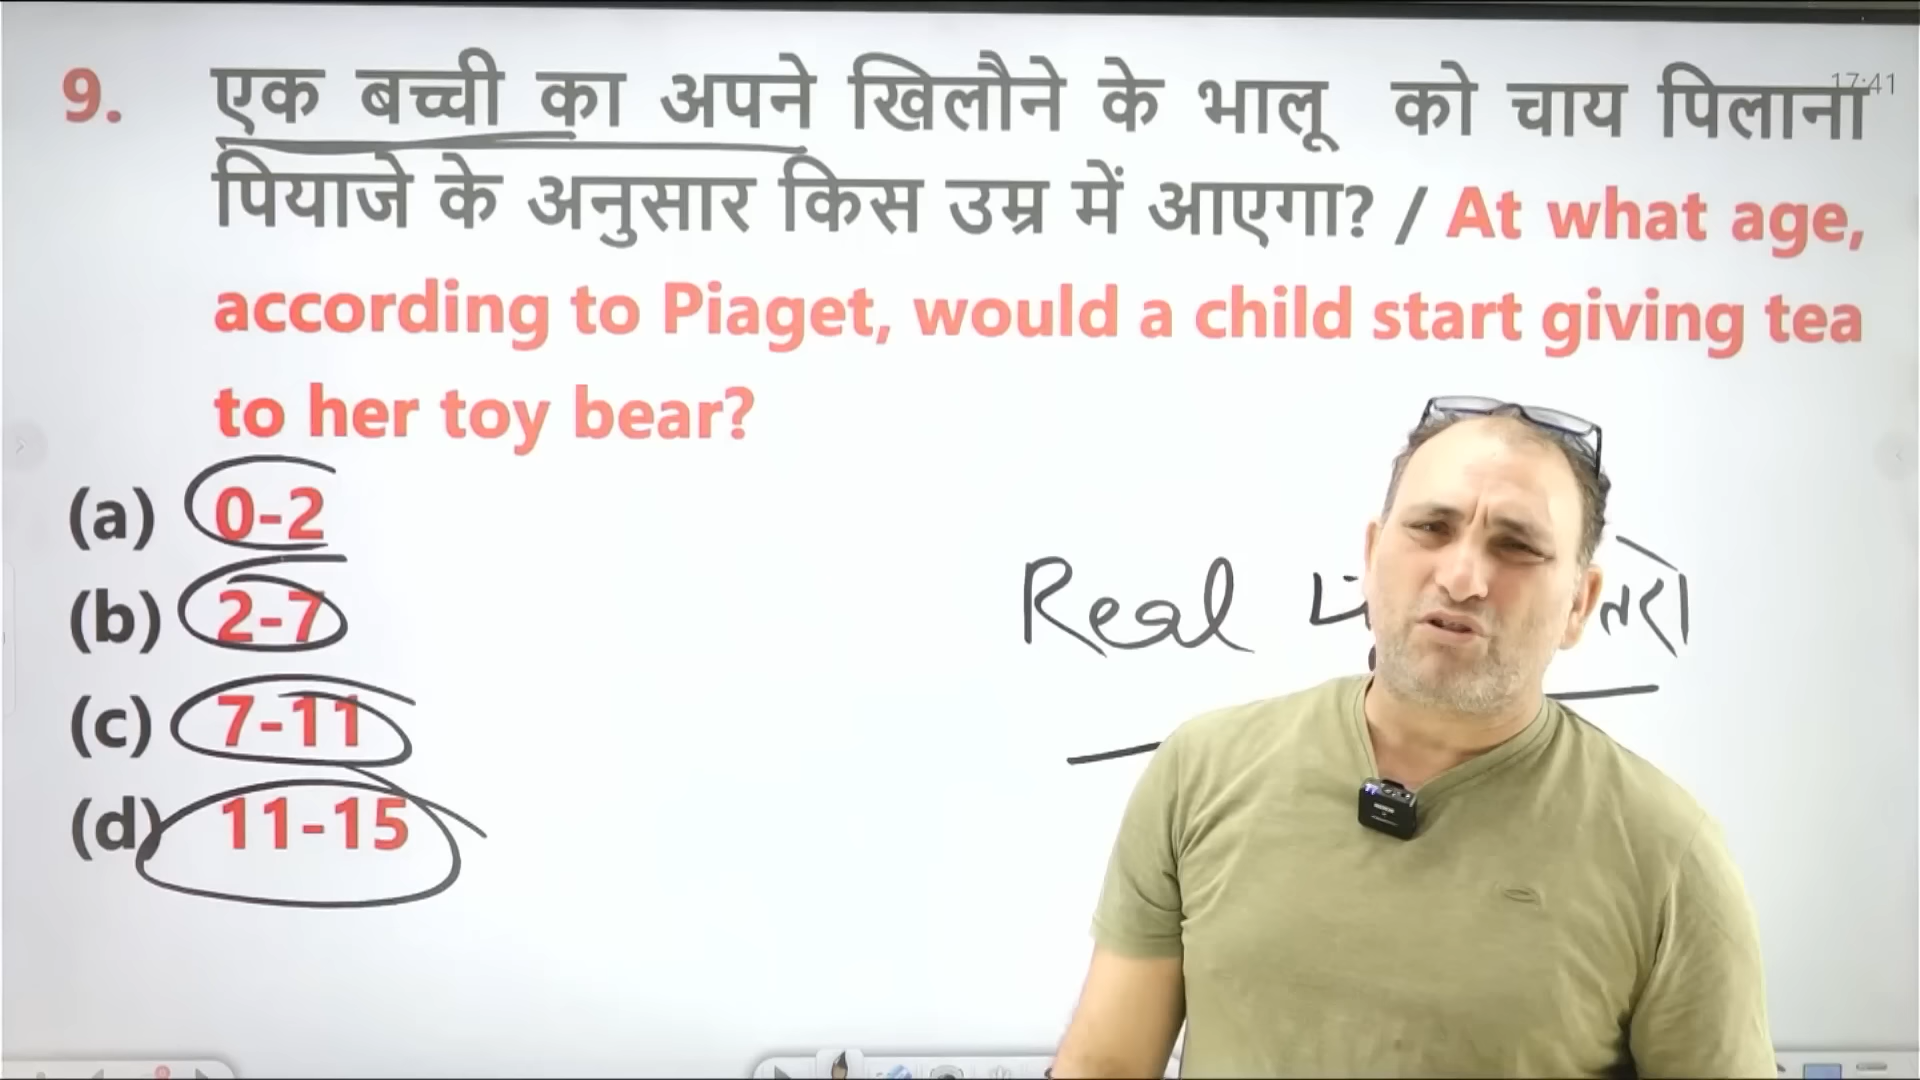 17:41
9. एक बच्ची का अपने खिलौने के भालू को चाय पिलाना
पियाजे के अनुसार किस उम्र में आएगा? / At what age,
according to Piaget, would a child start giving tea
to her toy bear?
(a) 0-2
(b) 2-7
(c) 7-11
(d) 11-15
Real